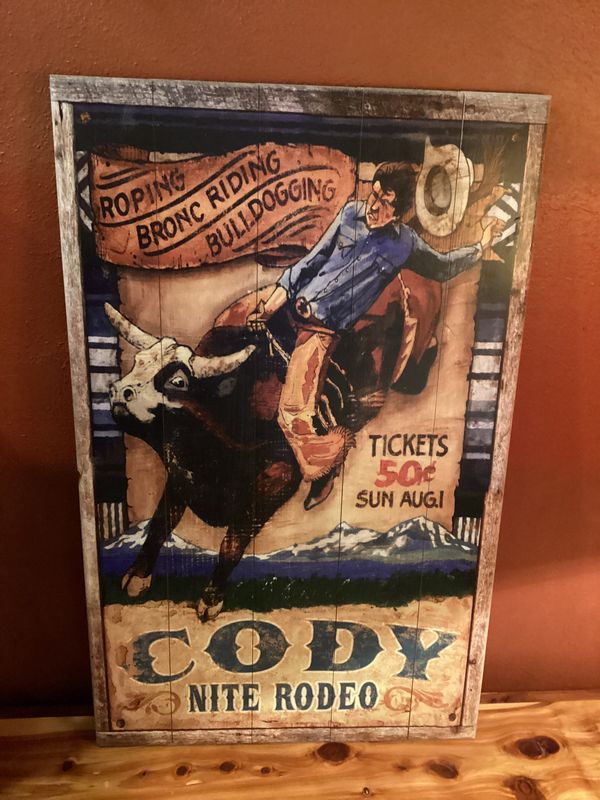 ROPING
BRONC RIDING
BULLDOGGING
TICKETS
50¢
SUN AUG.1
CODY
NITE RODEO